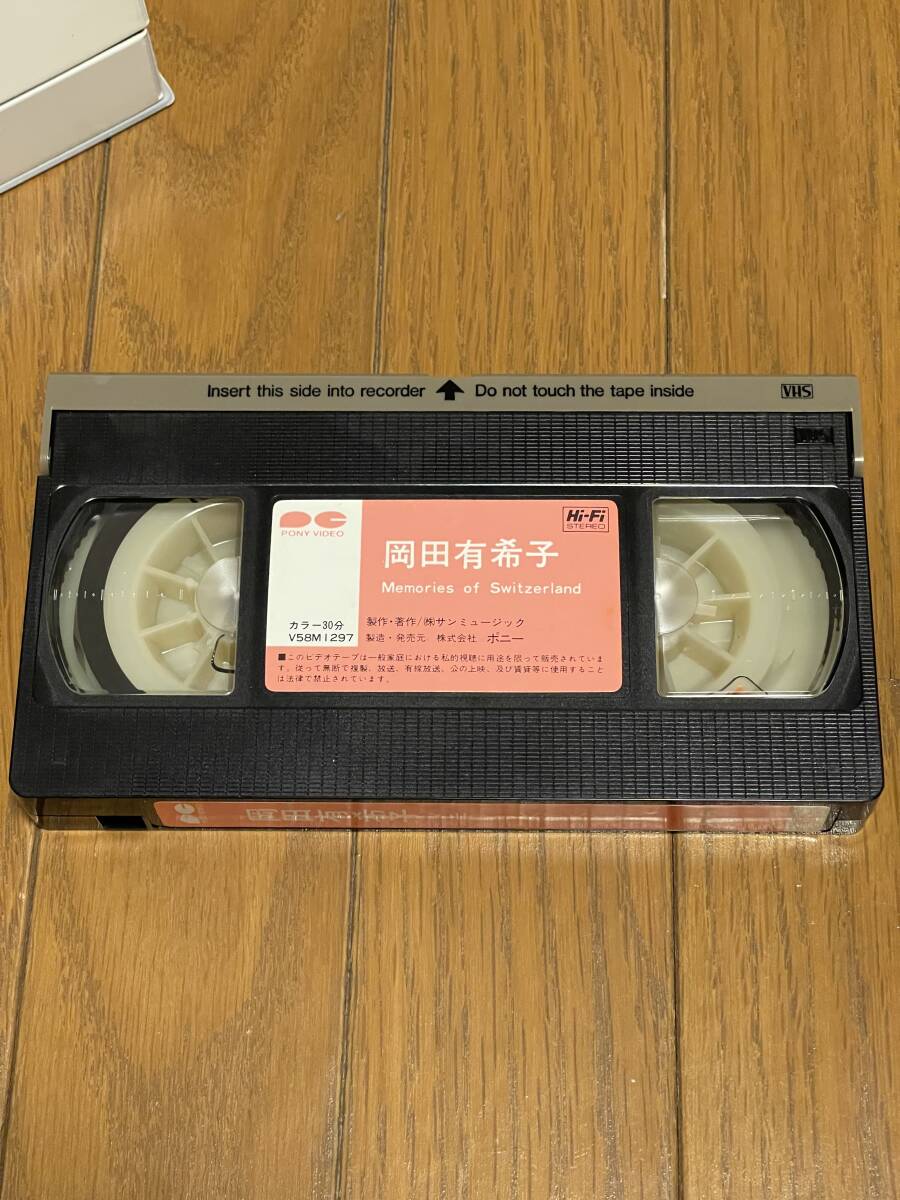 Insert this side into recorder Do not touch the tape inside VHS
VHS
PONY VIDEO
Hi-Fi
STEREO
岡田有希子
Memories of Switzerland
カラー30分
V58M1297
製作・著作/㈱サンミュージック
製造・発売元 株式会社 ポニー
■このビデオテープは一般家庭における私的視聴に用途を限って販売されていま
す。従って無断で複製、放送、有線放送、公の上映、及び賃貸等に使用すること
は法律で禁止されています。
岡田有希子